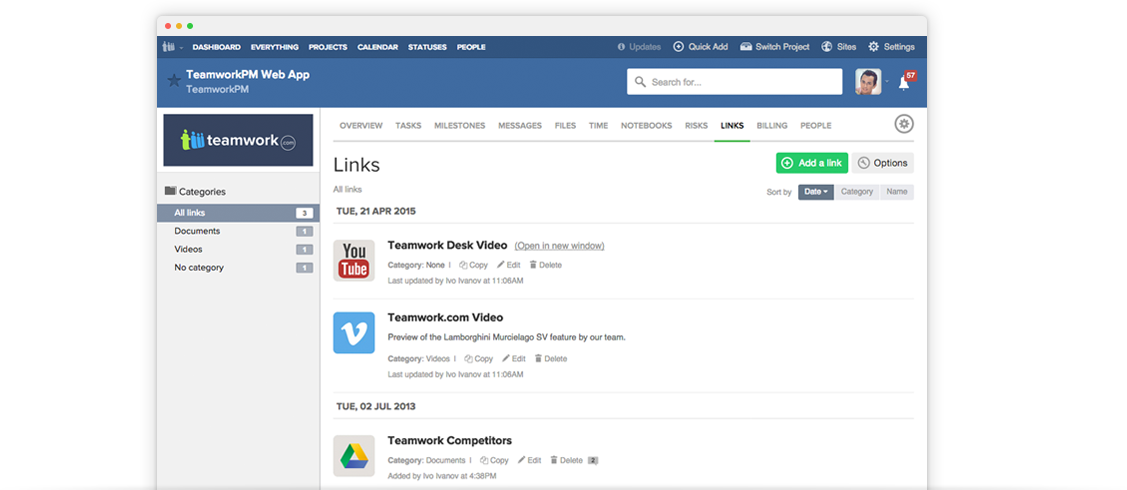 DASHBOARD EVERYTHING PROJECTS CALENDAR STATUSES PEOPLE Updates Quick Add Switch Project Sites Settings
TeamworkPM Web App
TeamworkPM
Search for...
57
teamwork.com
OVERVIEW TASKS MILESTONES MESSAGES FILES TIME NOTEBOOKS RISKS LINKS BILLING PEOPLE
Links
Add a link Options
Categories
All links
Sort by Date Category Name
All links 3
Documents 1
Videos 1
No category 1
TUE, 21 APR 2015
You
Tube
Teamwork Desk Video (Open in new window)
Category: None | Copy Edit Delete
Last updated by Ivo Ivanov at 11:06AM
Teamwork.com Video
Preview of the Lamborghini Murcielago SV feature by our team.
Category: Videos | Copy Edit Delete
Last updated by Ivo Ivanov at 11:06AM
TUE, 02 JUL 2013
Teamwork Competitors
Category: Documents | Copy Edit Delete 2
Added by Ivo Ivanov at 4:38PM